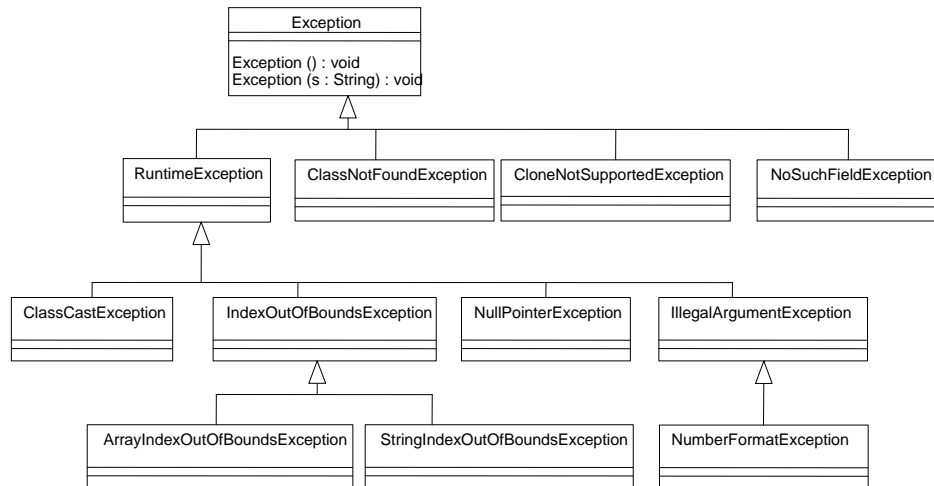 Exception
Exception () : void
Exception (s : String) : void
RuntimeException
ClassNotFoundException
CloneNotSupportedException
NoSuchFieldException
ClassCastException
IndexOutOfBoundsException
NullPointerException
IllegalArgumentException
ArrayIndexOutOfBoundsException
StringIndexOutOfBoundsException
NumberFormatException